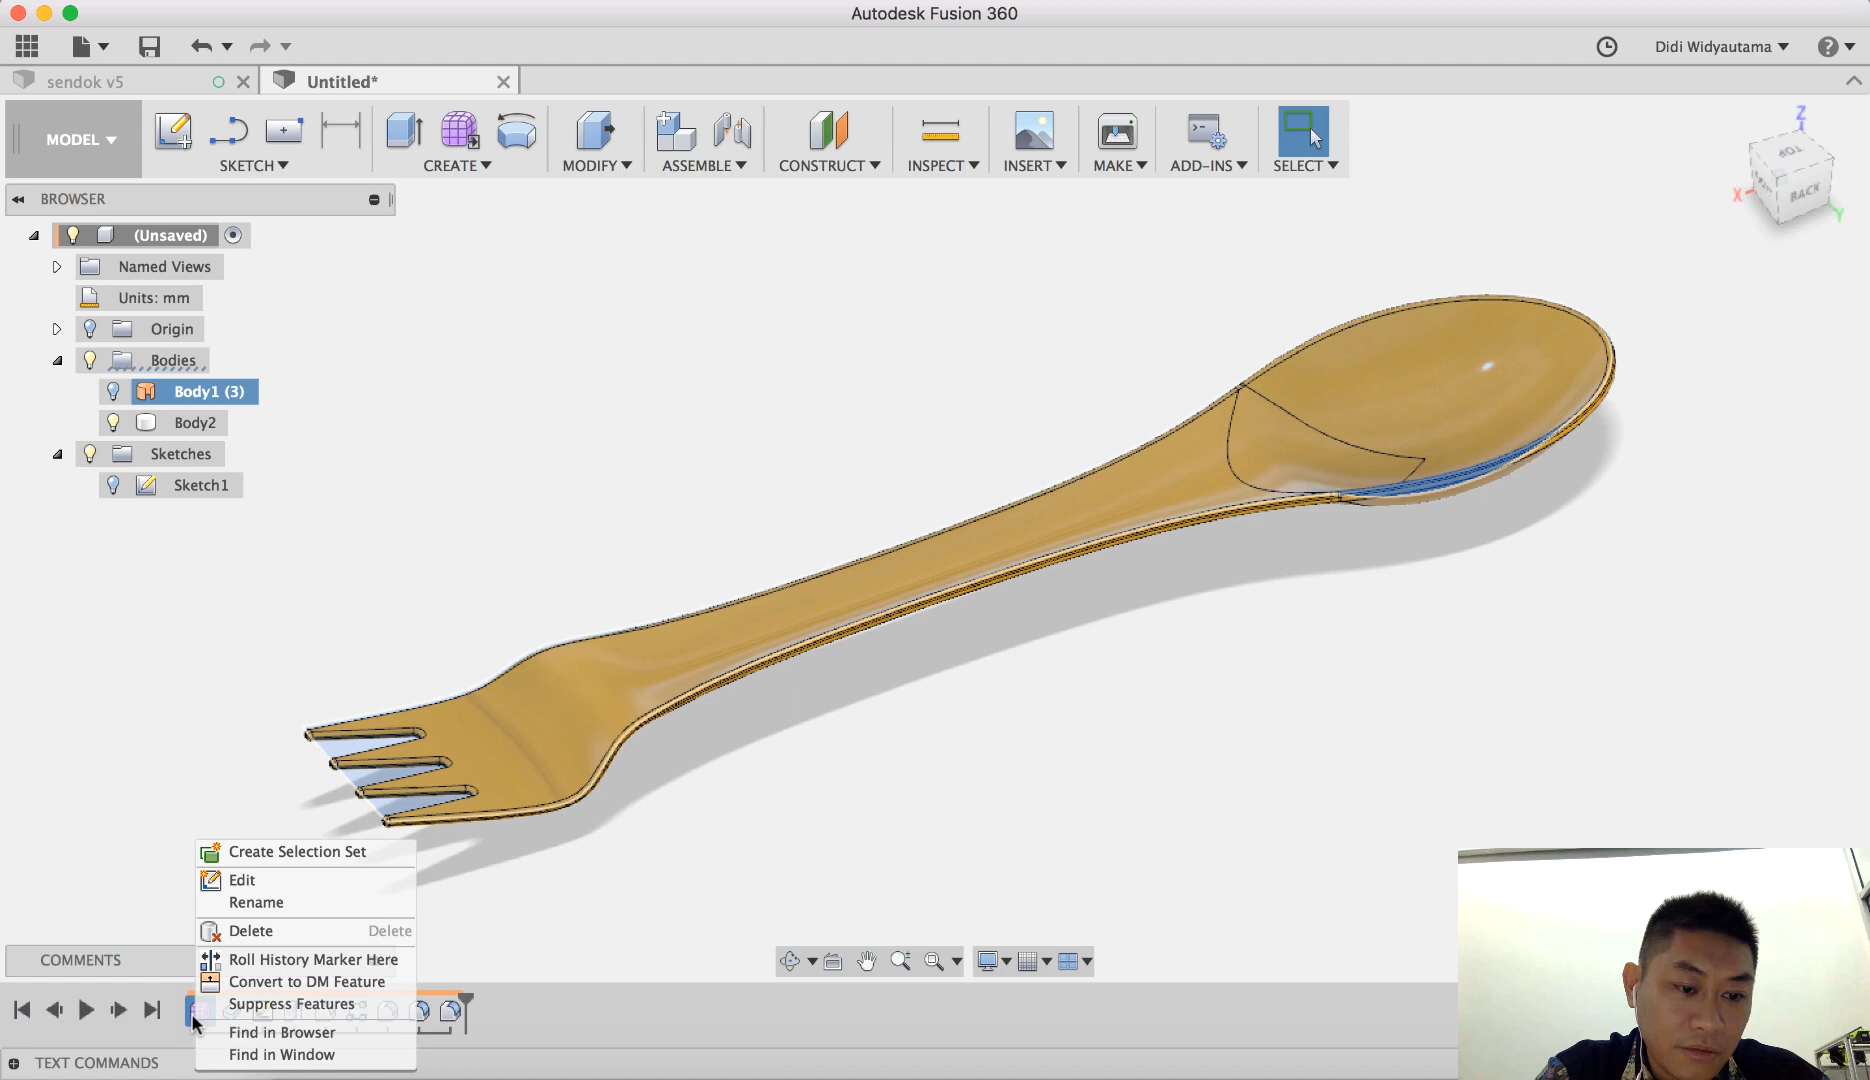 Autodesk Fusion 360
Didi Widyautama
sendok v5
Untitled*
MODEL
SKETCH
CREATE
MODIFY
ASSEMBLE
CONSTRUCT
INSPECT
INSERT
MAKE
ADD-INS
SELECT
Z
TOP
BACK
X
Y
BROWSER
(Unsaved)
Named Views
Units: mm
Origin
Bodies
Body1 (3)
Body2
Sketches
Sketch1
Create Selection Set
Edit
Rename
Delete Delete
Roll History Marker Here
Convert to DM Feature
Suppress Features
Find in Browser
Find in Window
COMMENTS
TEXT COMMANDS